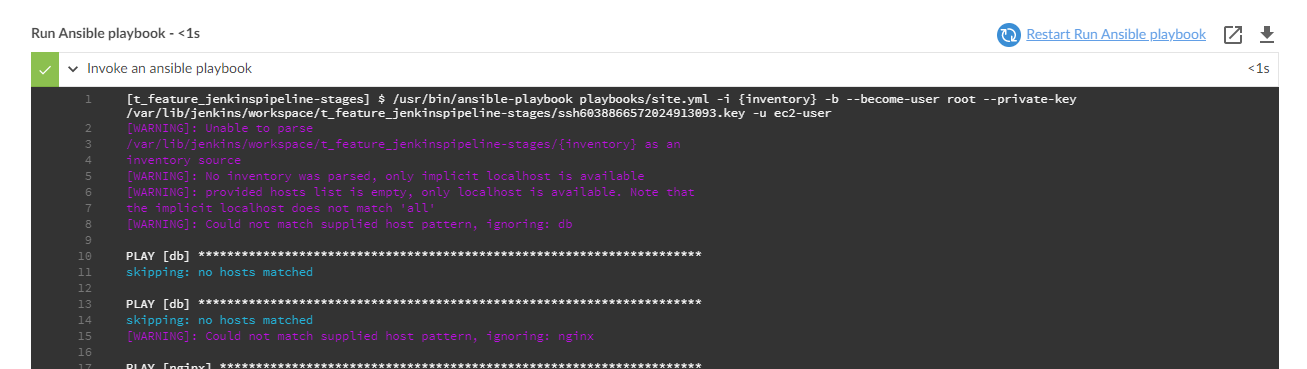 Run Ansible playbook - <1s
Restart Run Ansible playbook
Invoke an ansible playbook
<1s
1 [t_feature_jenkinspipeline-stages] $ /usr/bin/ansible-playbook playbooks/site.yml -i {inventory} -b --become-user root --private-key
/var/lib/jenkins/workspace/t_feature_jenkinspipeline-stages/ssh6038866572024913093.key -u ec2-user
2 [WARNING]: Unable to parse
3 /var/lib/jenkins/workspace/t_feature_jenkinspipeline-stages/{inventory} as an
4 inventory source
5 [WARNING]: No inventory was parsed, only implicit localhost is available
6 [WARNING]: provided hosts list is empty, only localhost is available. Note that
7 the implicit localhost does not match 'all'
8 [WARNING]: Could not match supplied host pattern, ignoring: db
9
10 PLAY [db] **********************************************************************
11 skipping: no hosts matched
12
13 PLAY [db] **********************************************************************
14 skipping: no hosts matched
15 [WARNING]: Could not match supplied host pattern, ignoring: nginx
16
17 PLAY [nginx] *******************************************************************